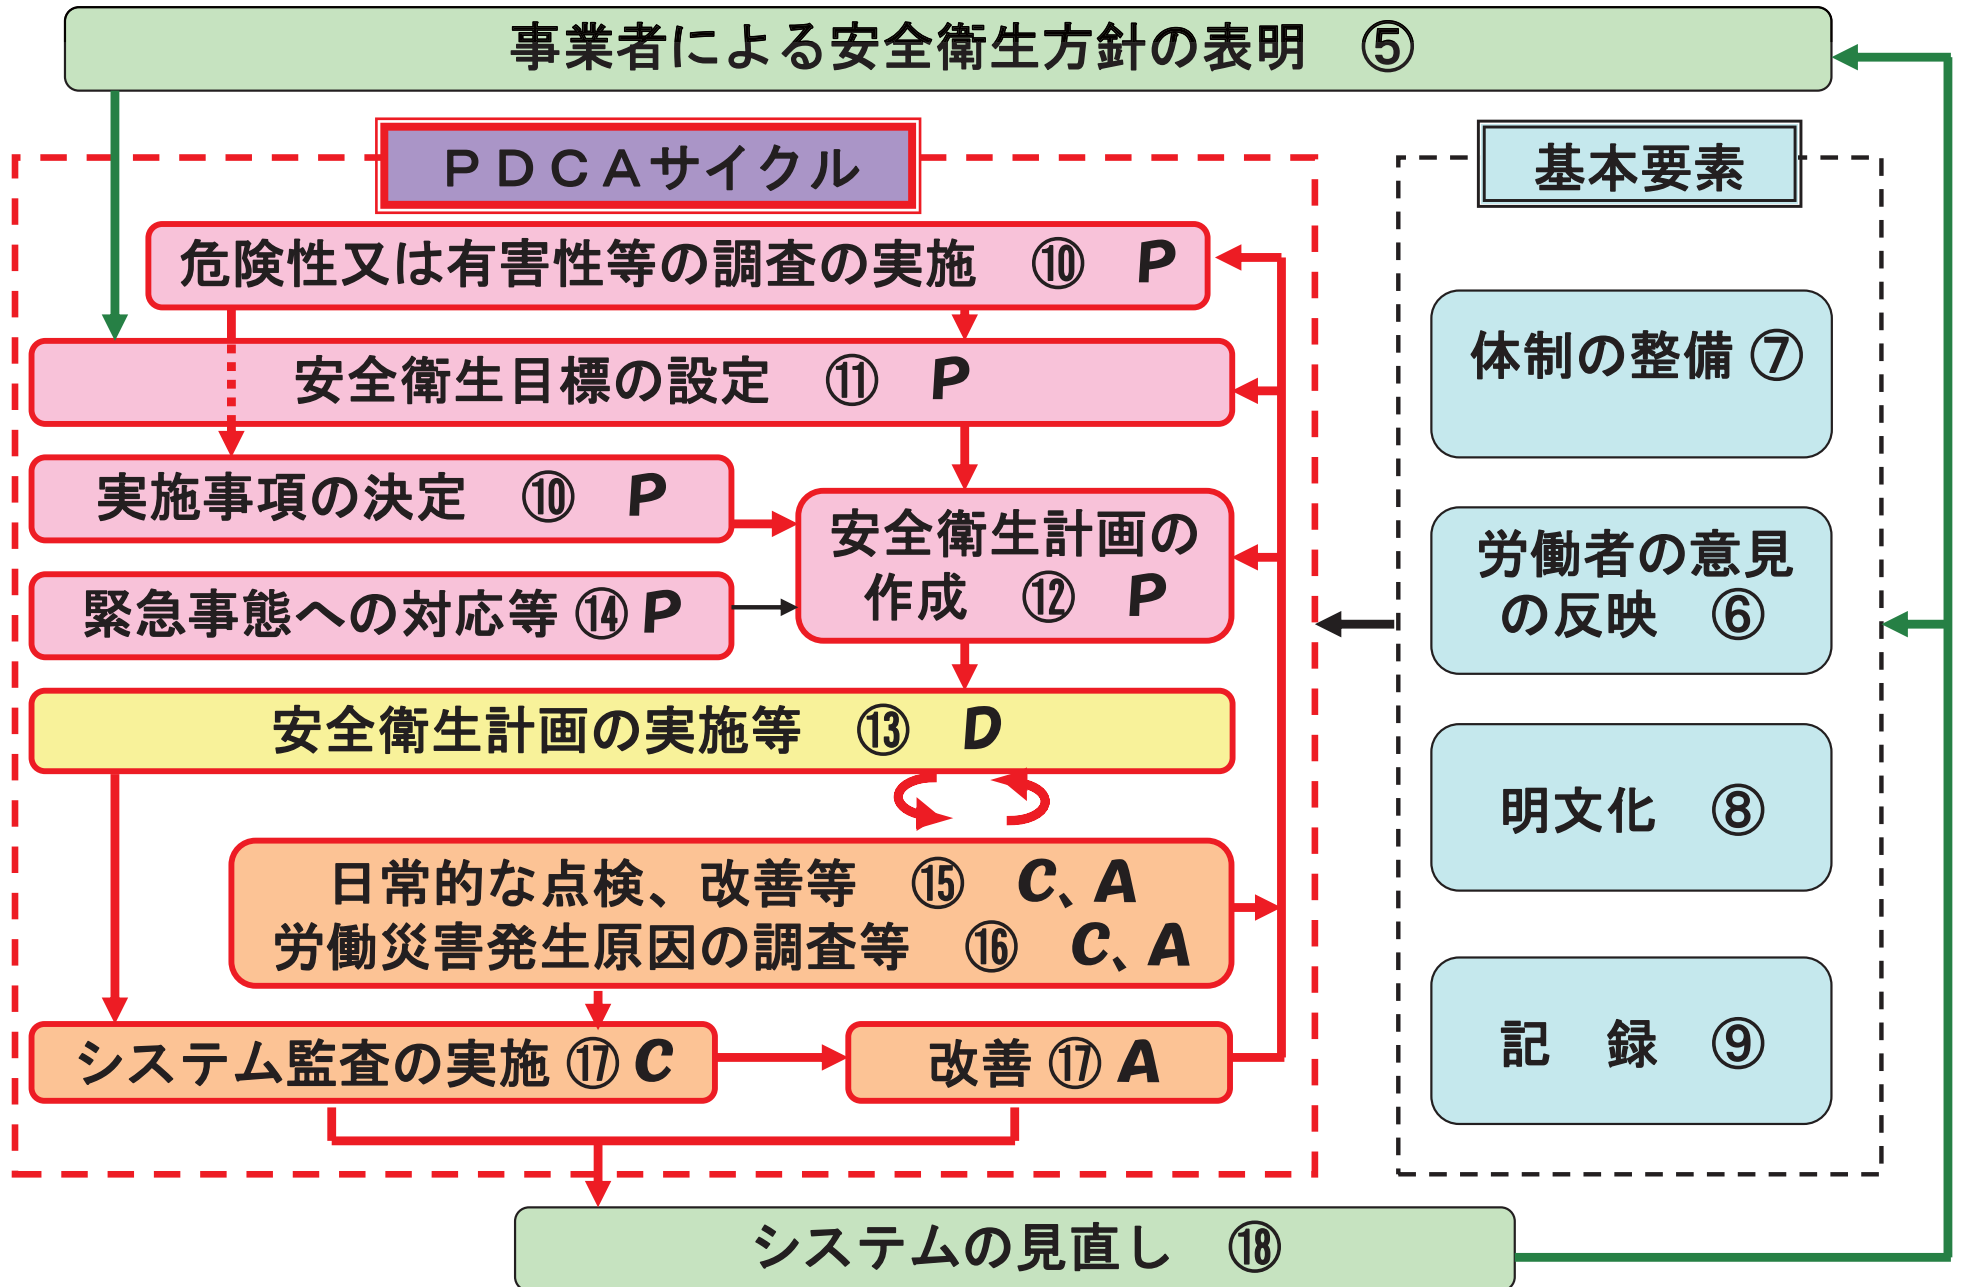 事業者による安全衛生方針の表明　⑤
ＰＤＣＡサイクル
危険性又は有害性等の調査の実施　⑩　P
安全衛生目標の設定　⑪　P
実施事項の決定　⑩　P
安全衛生計画の
作成　⑫　P
緊急事態への対応等 ⑭ P
安全衛生計画の実施等　⑬　D
日常的な点検、改善等　⑮　C、A
労働災害発生原因の調査等　⑯　C、A
システム監査の実施 ⑰ C
改善 ⑰ A
基本要素
体制の整備 ⑦
労働者の意見
の反映　⑥
明文化　⑧
記　録　⑨
システムの見直し　⑱